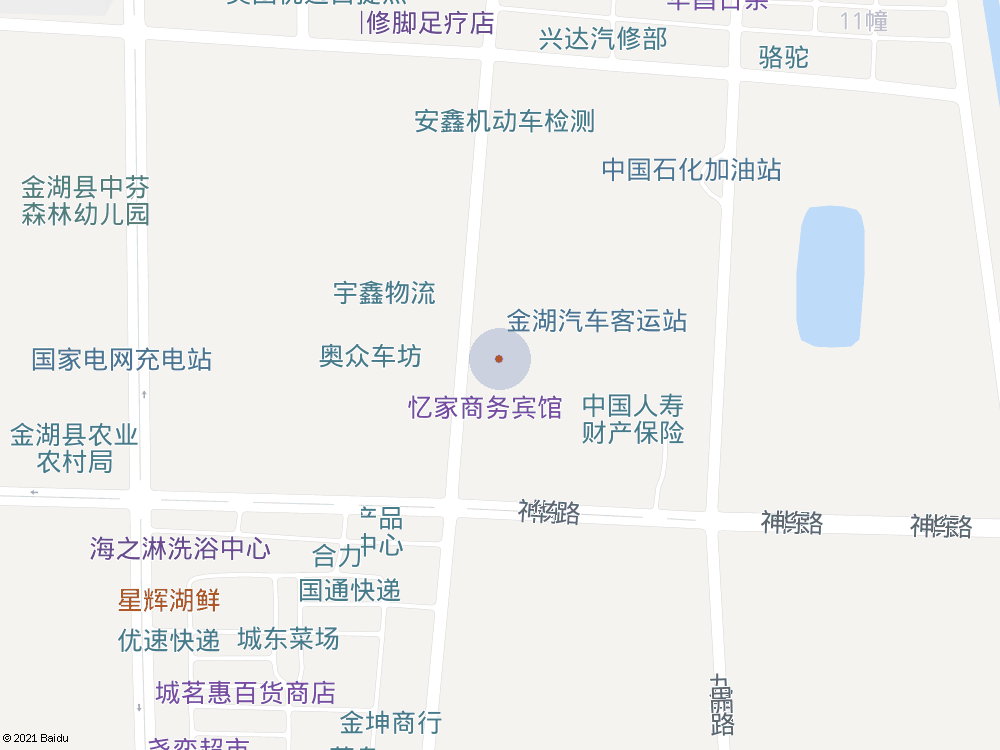 修脚足疗店
11幢
兴达汽修部
骆驼
安鑫机动车检测
中国石化加油站
金湖县中芬
森林幼儿园
宇鑫物流
金湖汽车客运站
奥众车坊
国家电网充电站
忆家商务宾馆
中国人寿
财产保险
金湖县农业
农村局
产品
中心
海之淋洗浴中心
合力
国通快递
星辉湖鲜
优速快递
城东菜场
城茗惠百货商店
金坤商行
© 2021 Baidu